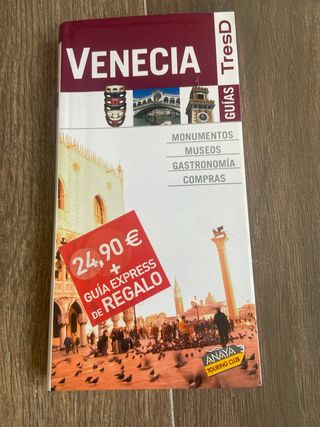 VENECIA
GUÍAS TresD
MONUMENTOS
MUSEOS
GASTRONOMÍA
COMPRAS
24,90 €
+
GUÍA EXPRESS
DE REGALO
ANAYA
TOURING CLUB